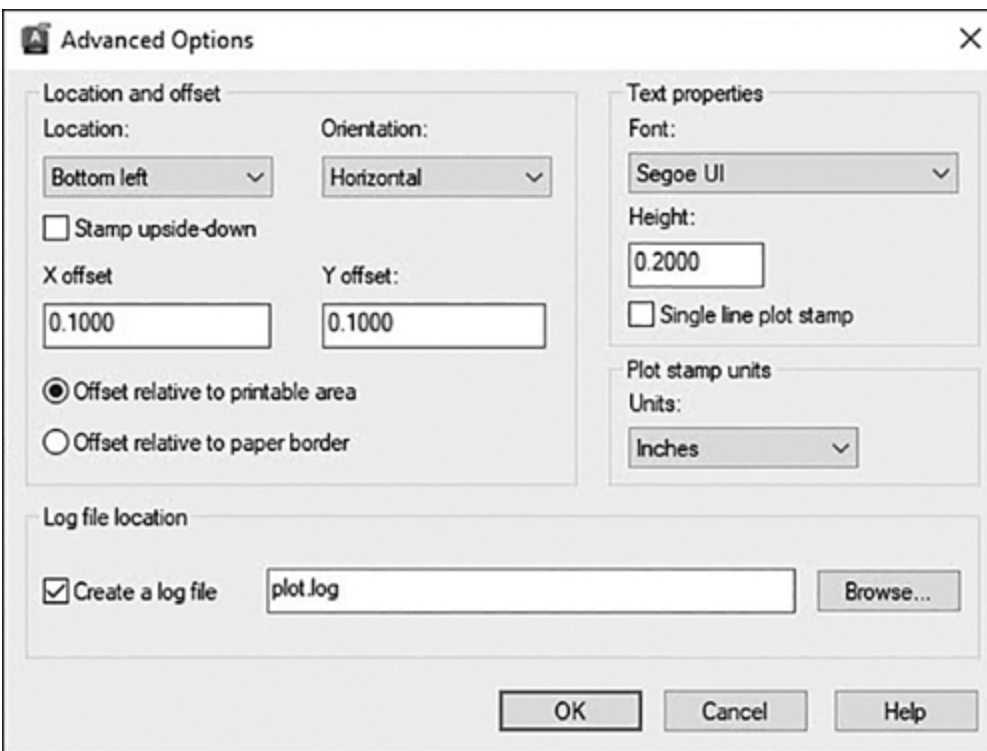 Advanced Options
Location and offset
Location:
Orientation:
Bottom left
Horizontal
Stamp upside-down
X offset
Y offset:
0.1000
0.1000
Offset relative to printable area
Offset relative to paper border
Text properties
Font:
Segoe UI
Height:
0.2000
Single line plot stamp
Plot stamp units
Units:
Inches
Log file location
Create a log file
plot.log
Browse...
OK
Cancel
Help